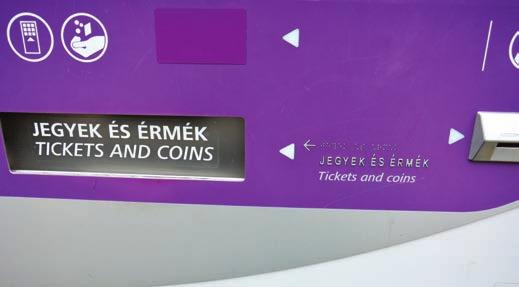 JEGYEK ÉS ÉRMÉK
TICKETS AND COINS
JEGYEK ÉS ÉRMÉK
Tickets and coins